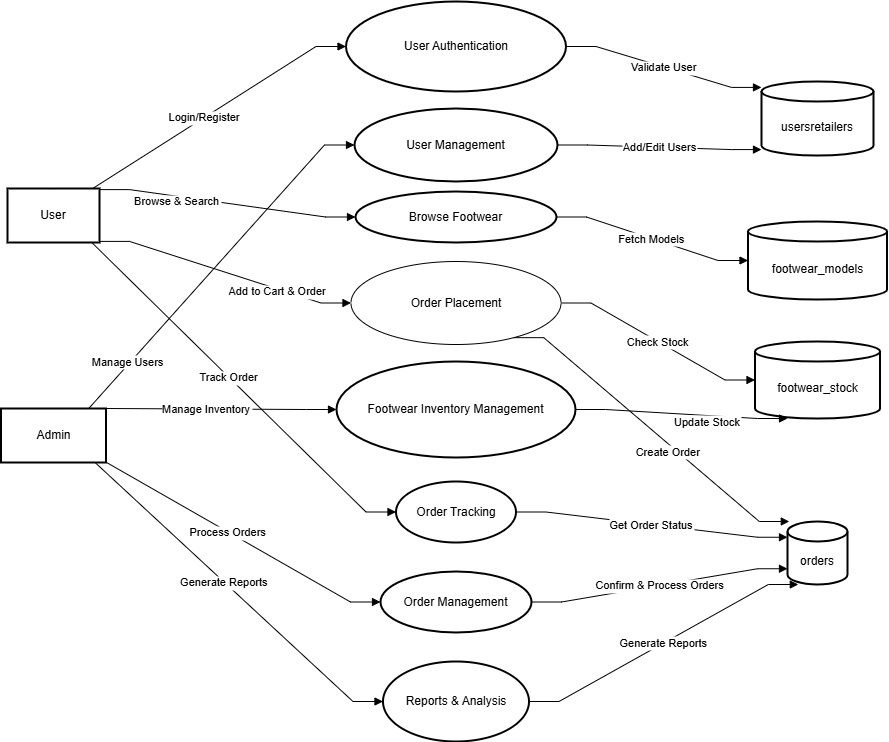 User Authentication
Validate User
usersretailers
Login/Register
User Management
Add/Edit Users
User
Browse & Search
Browse Footwear
Fetch Models
footwear_models
Add to Cart & Order
Order Placement
Check Stock
footwear_stock
Manage Users
Track Order
Admin
Manage Inventory
Footwear Inventory Management
Update Stock
Create Order
Order Tracking
Get Order Status
orders
Process Orders
Generate Reports
Order Management
Confirm & Process Orders
Generate Reports
Reports & Analysis